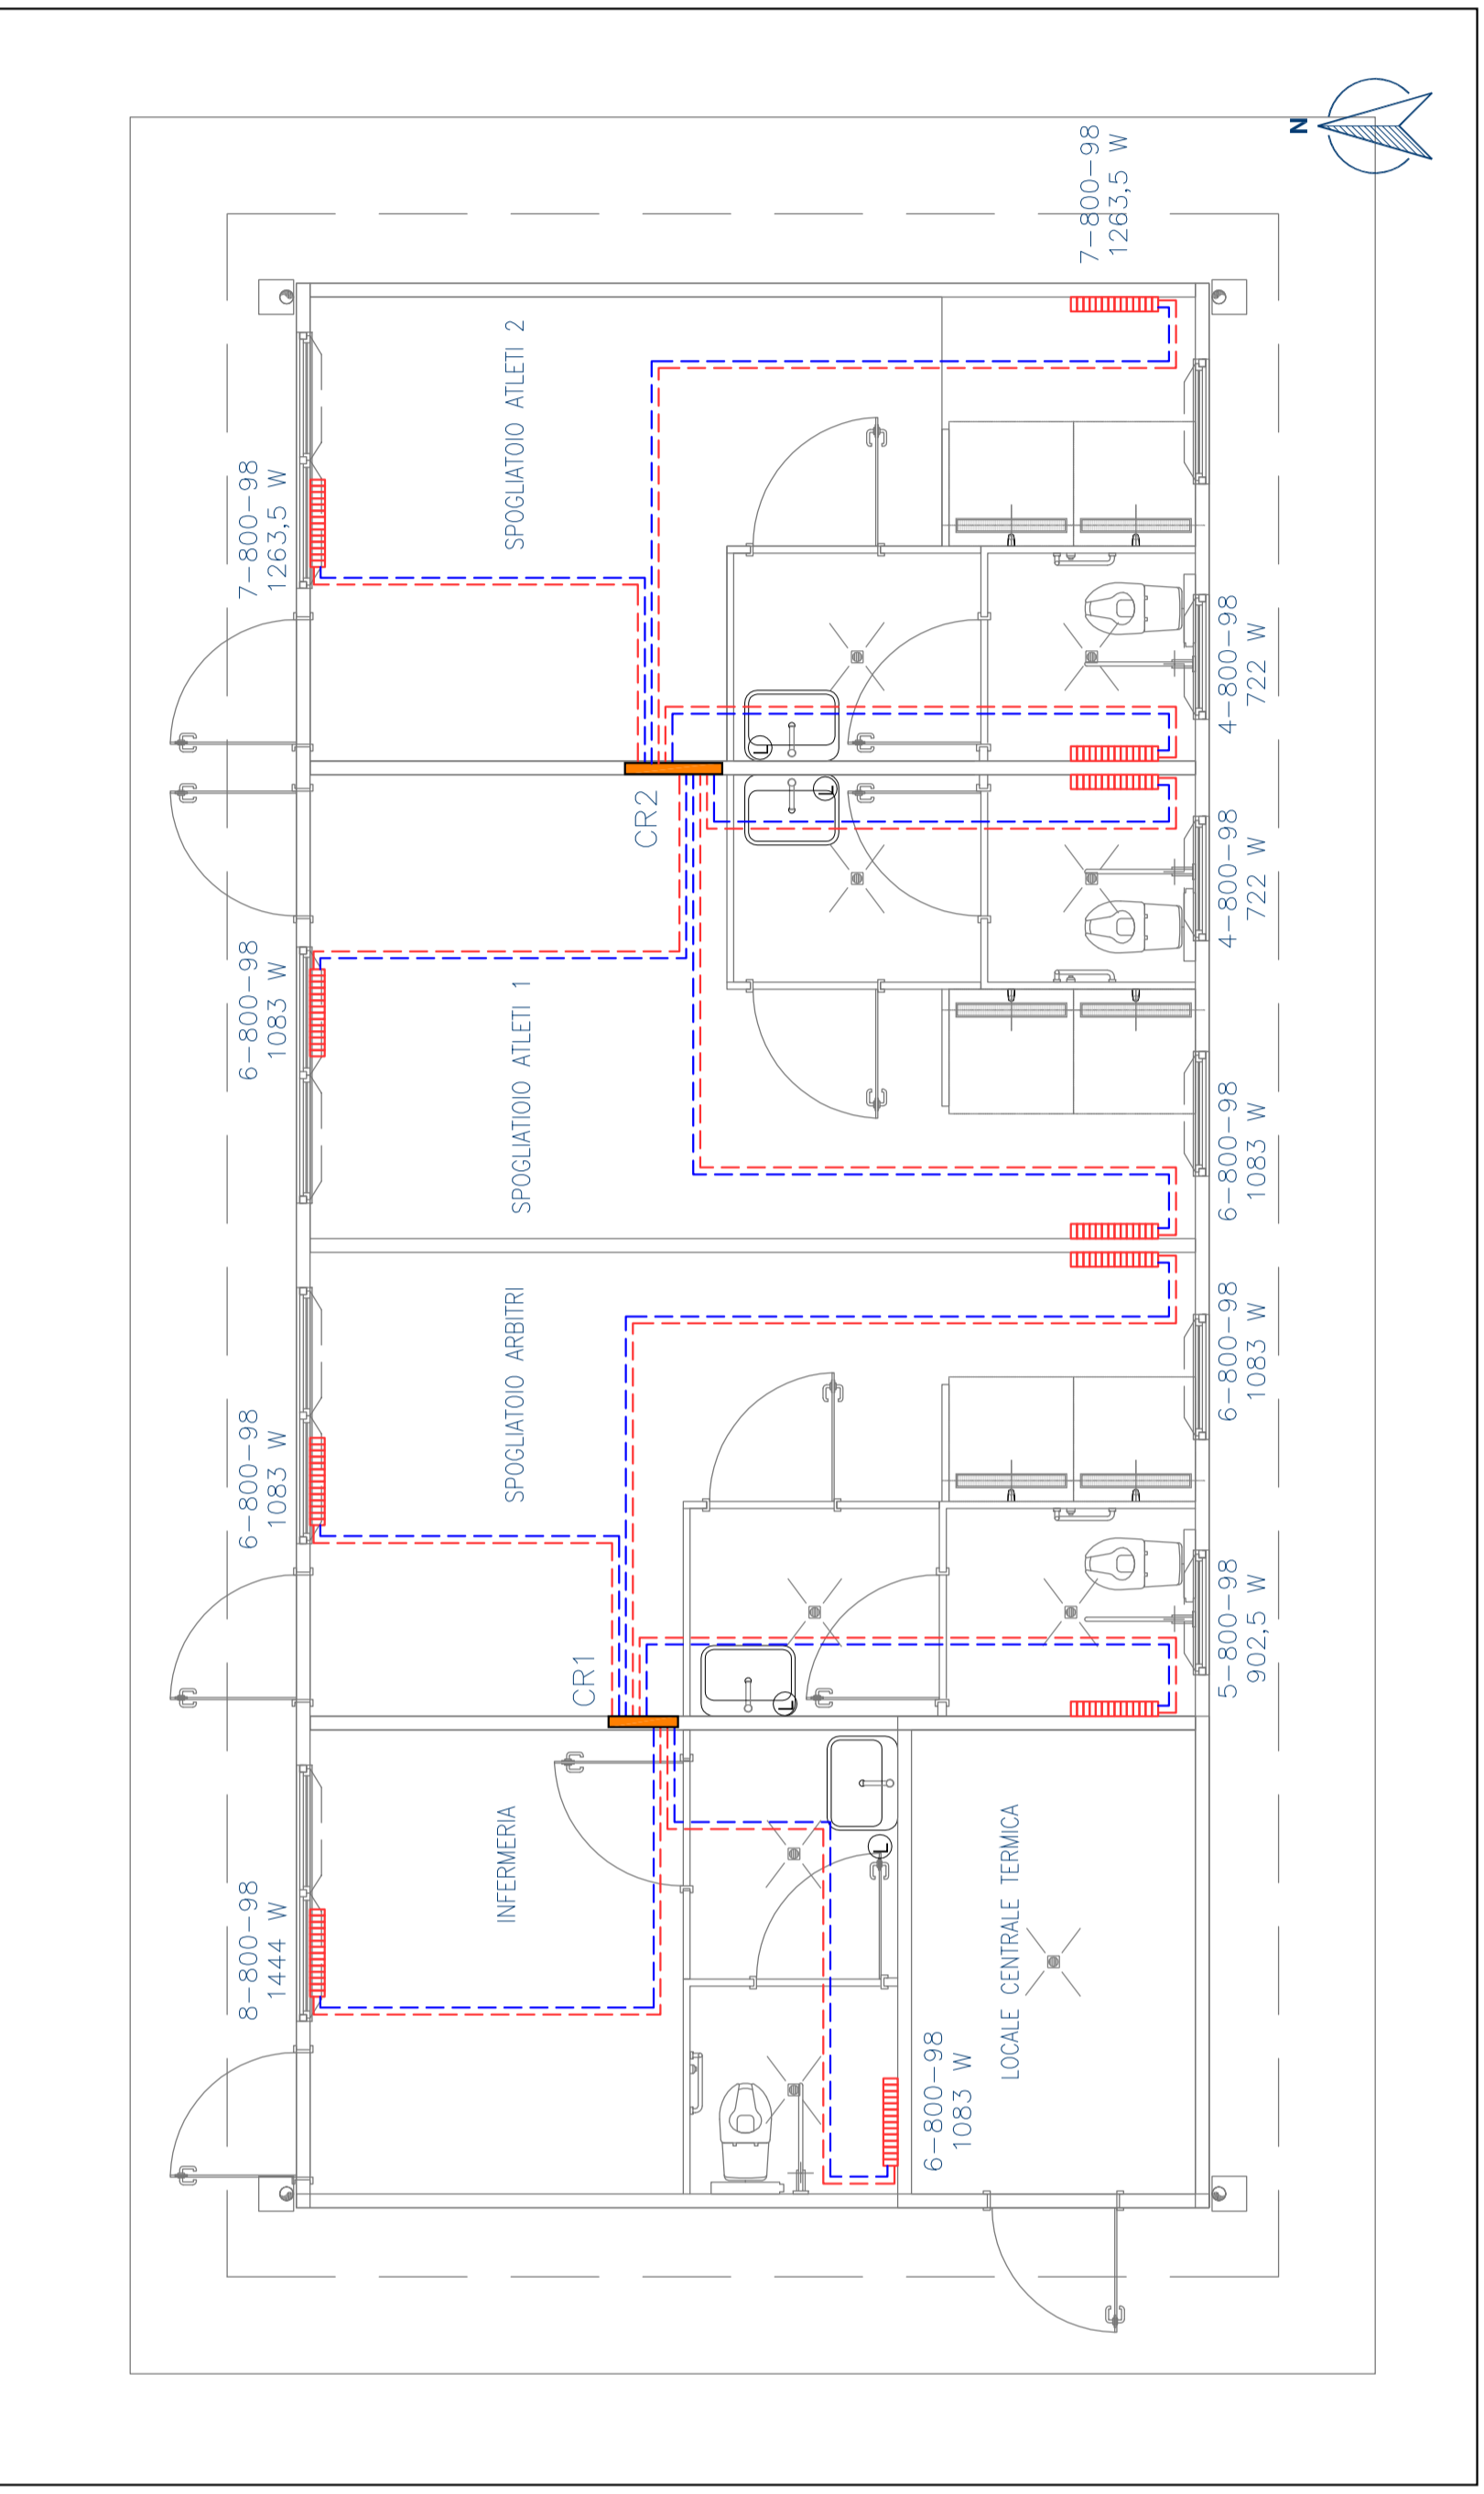 8-800-98
1444 W
6-800-98
1083 W
6-800-98
1083 W
7-800-98
1263,5 W
INFERMERIA
SPOGLIATOIO ARBITRI
SPOGLIATIOIO ATLETI 1
SPOGLIATOIO ATLETI 2
CR1
CR2
L
L
L
L
6-800-98
1083 W
LOCALE CENTRALE TERMICA
7-800-98
1263,5 W
5-800-98
902,5 W
6-800-98
1083 W
6-800-98
1083 W
4-800-98
722 W
4-800-98
722 W
N